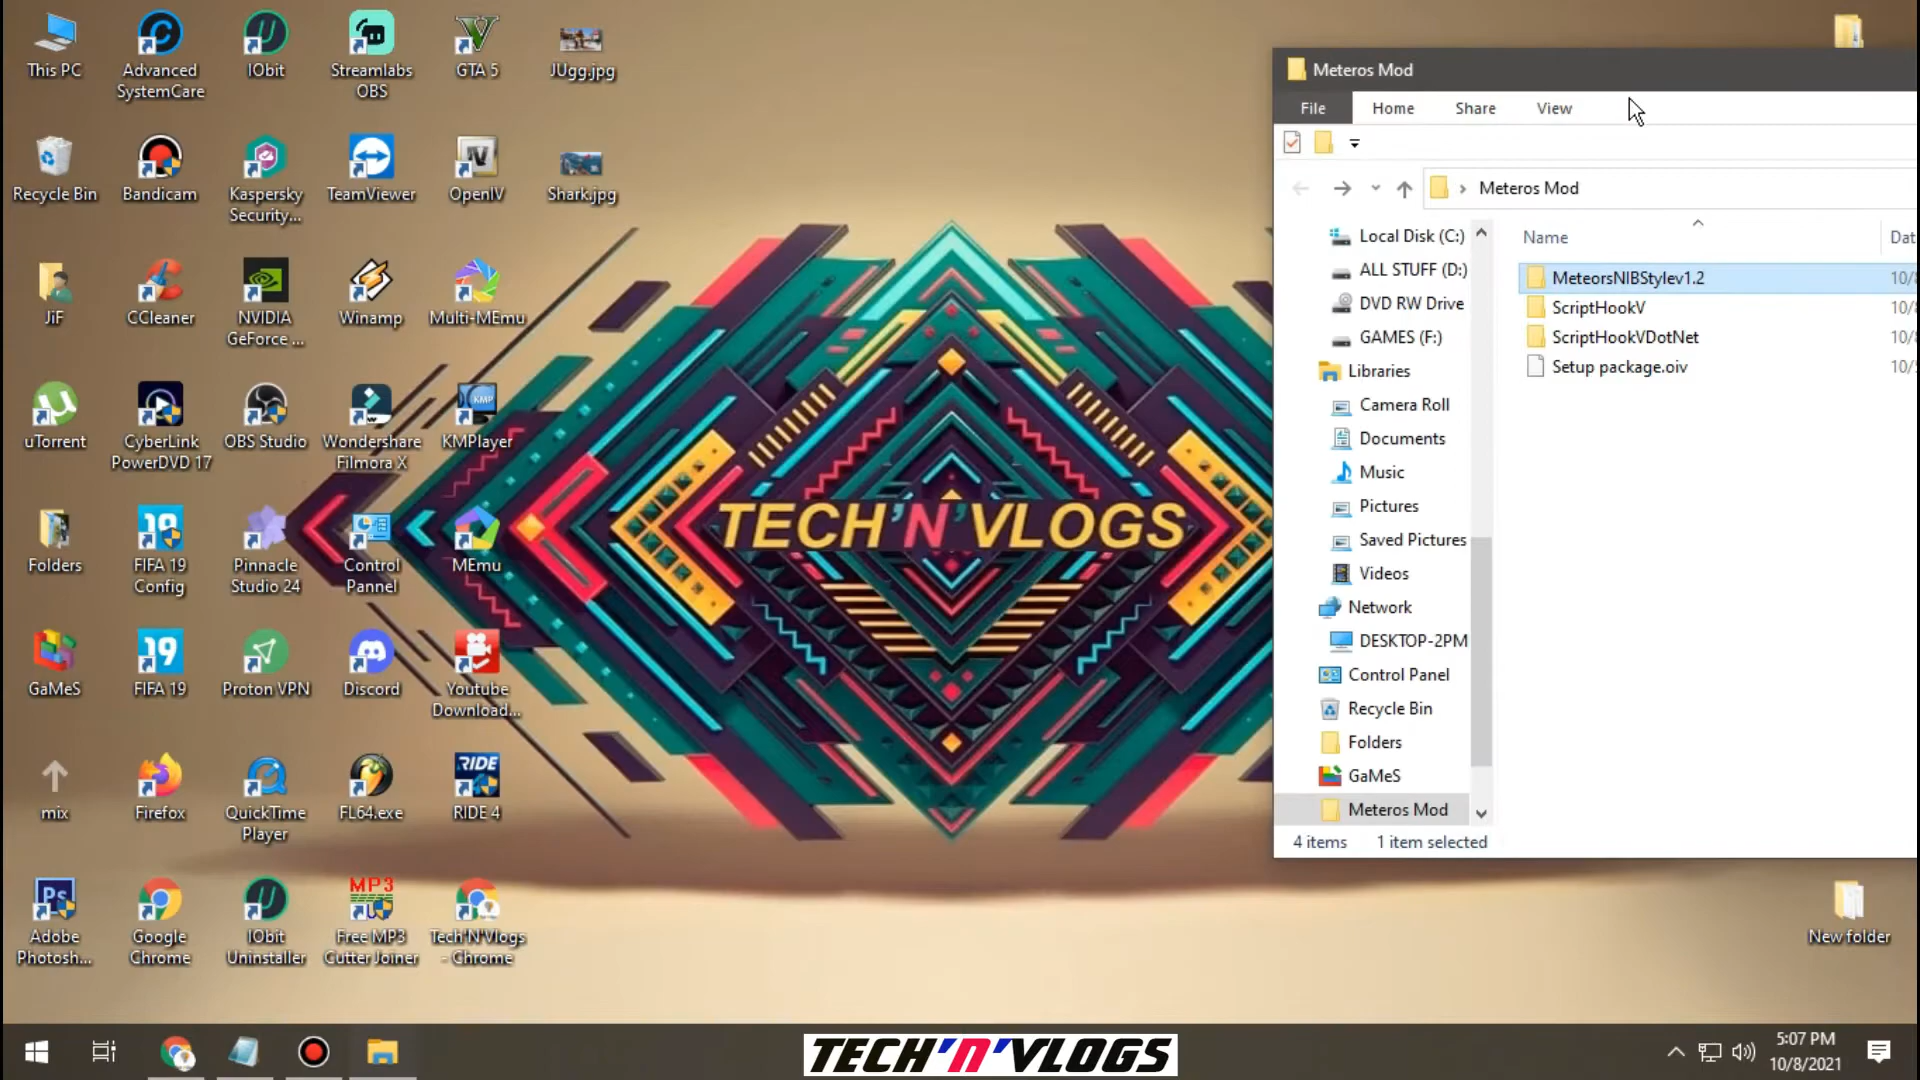 This PC
Advanced
SystemCare
IObit
Streamlabs
OBS
GTA 5
JUgg.jpg
Recycle Bin
Bandicam
Kaspersky
Security...
TeamViewer
OpenIV
Shark.jpg
JiF
CCleaner
NVIDIA
GeForce ...
Winamp
Multi-MEmu
uTorrent
CyberLink
PowerDVD 17
OBS Studio
Wondershare
Filmora X
KMPlayer
Folders
FIFA 19
Config
Pinnacle
Studio 24
Control
Pannel
MEmu
GaMeS
FIFA 19
Proton VPN
Discord
Youtube
Download...
mix
Firefox
QuickTime
Player
FL64.exe
RIDE 4
Adobe
Photosh...
Google
Chrome
IObit
Uninstaller
Free MP3
Cutter Joiner
Tech'N'Vlogs
- Chrome
TECH'N'VLOGS
Meteros Mod
File Home Share View
Meteros Mod
Local Disk (C:)
ALL STUFF (D:)
DVD RW Drive
GAMES (F:)
Libraries
Camera Roll
Documents
Music
Pictures
Saved Pictures
Videos
Network
DESKTOP-2PM
Control Panel
Recycle Bin
Folders
GaMeS
Meteros Mod
Name Dat
MeteorsNIBStylev1.2 10/
ScriptHookV 10/
ScriptHookVDotNet 10/
Setup package.oiv 10/
4 items 1 item selected
New folder
TECH'N'VLOGS
5:07 PM
10/8/2021